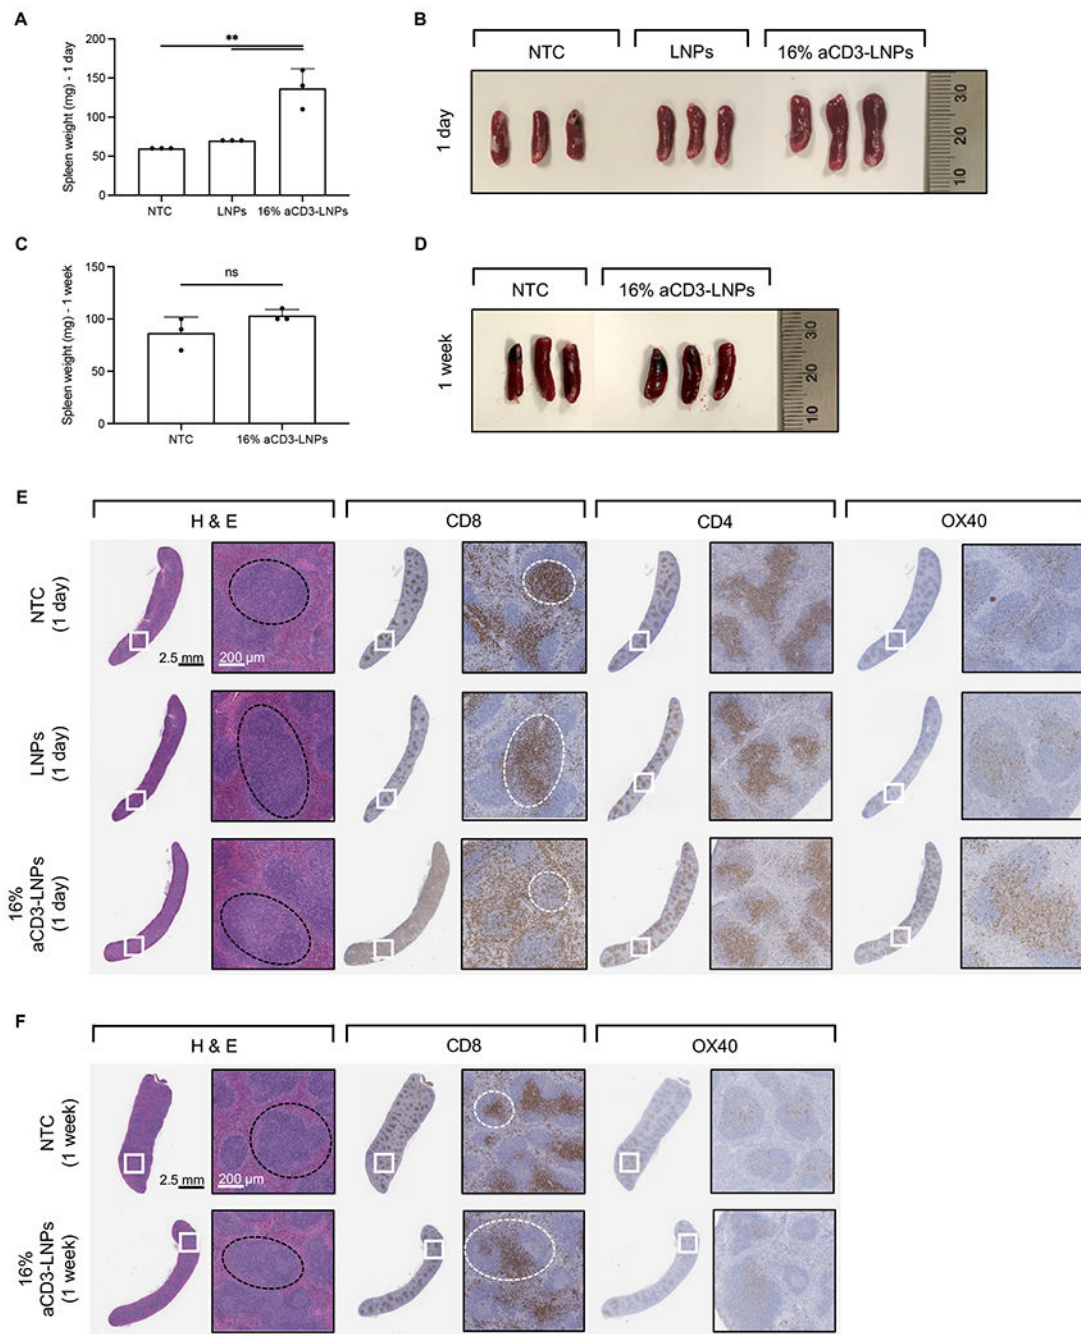 A
Spleen weight (mg) - 1 day
200
150
100
50
0
**
NTC
LNPs
16% aCD3-LNPs
B
NTC
LNPs
16% aCD3-LNPs
1 day
30
20
10
C
Spleen weight (mg) - 1 week
150
100
50
0
ns
NTC
16% aCD3-LNPs
D
NTC
16% aCD3-LNPs
1 week
30
20
10
E
H & E
CD8
CD4
OX40
NTC
(1 day)
2.5 mm
200 µm
LNPs
(1 day)
16%
aCD3-LNPs
(1 day)
F
H & E
CD8
OX40
NTC
(1 week)
2.5 mm
200 µm
16%
aCD3-LNPs
(1 week)